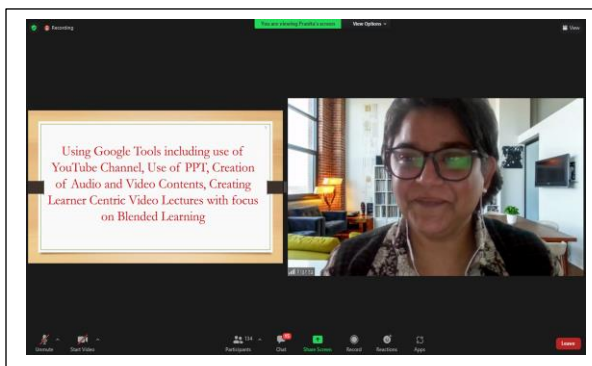 Recording
You are viewing Pranita's screen
View Options
View
Using Google Tools including use of
YouTube Channel, Use of PPT, Creation
of Audio and Video Contents, Creating
Learner Centric Video Lectures with focus
on Blended Learning
Unmute
Start Video
Participants
134
Chat
Share Screen
Record
Reactions
Apps
Leave